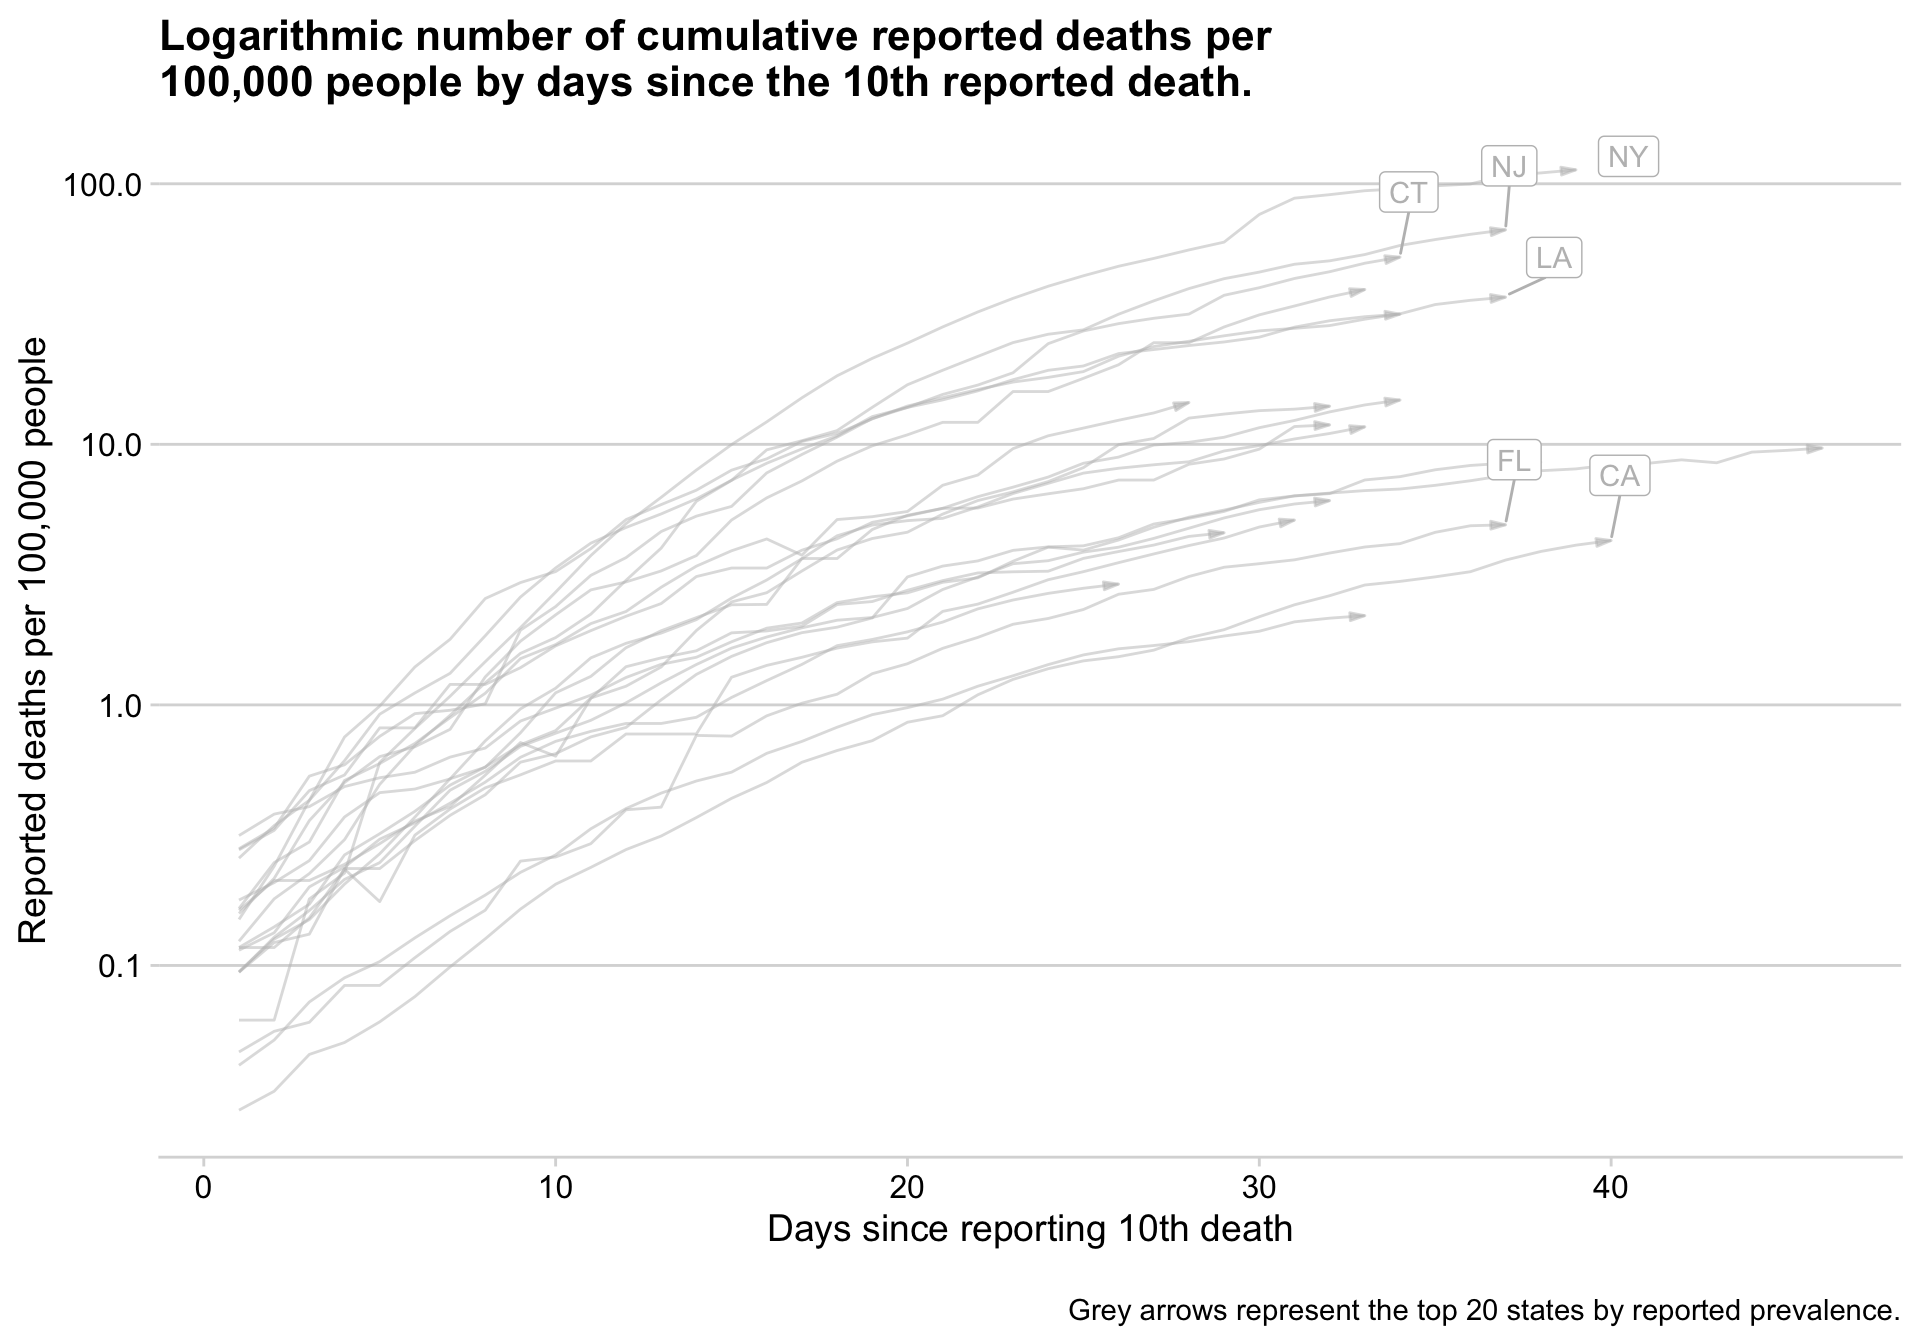 Logarithmic number of cumulative reported deaths per
100,000 people by days since the 10th reported death.
Reported deaths per 100,000 people
100.0
10.0
1.0
0.1
NY
NJ
CT
LA
FL
CA
0 10 20 30 40
Days since reporting 10th death
Grey arrows represent the top 20 states by reported prevalence.